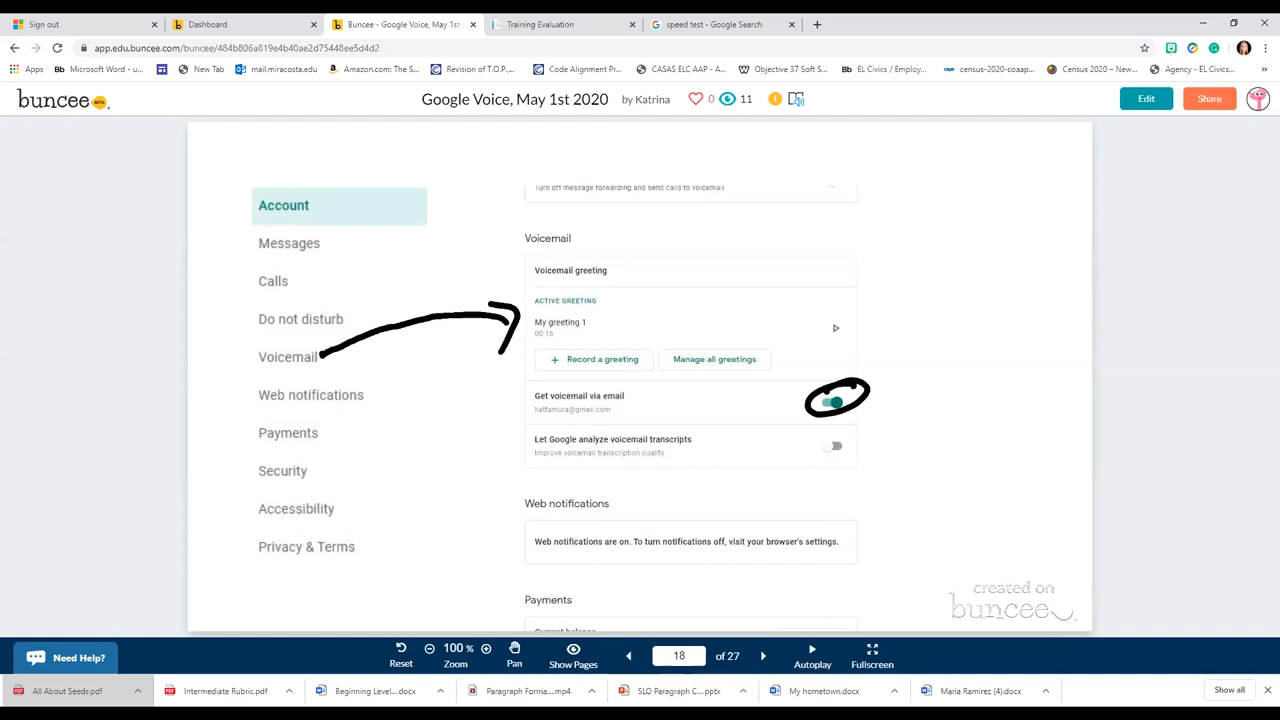 Sign out
Dashboard
Buncee - Google Voice, May 1st
Training Evaluation
speed test - Google Search
app.edu.buncee.com/buncee/484b806a819e4b40ae2d75448ee5d4d2
Apps
Microsoft Word - u...
New Tab
mail.miracosta.edu
Amazon.com: The S...
Revision of T.O.P....
Code Alignment Pr...
CASAS ELC AAP - A...
Objective 37 Soft S...
EL Civics / Employ...
census-2020-coaap...
Census 2020 – New...
Agency - EL Civics...
buncee BETA
Google Voice, May 1st 2020 by Katrina 0 11
Edit
Share
Account
Messages
Calls
Do not disturb
Voicemail
Web notifications
Payments
Security
Accessibility
Privacy & Terms
Turn off message forwarding and send calls to voicemail
Voicemail
Voicemail greeting
ACTIVE GREETING
My greeting 1
00:16
+ Record a greeting
Manage all greetings
Get voicemail via email
kattamura@gmail.com
Let Google analyze voicemail transcripts
Improve voicemail transcription quality
Web notifications
Web notifications are on. To turn notifications off, visit your browser's settings.
Payments
Current balance
created on
buncee
Need Help?
Reset
100 %
Zoom
Pan
Show Pages
18 of 27
Autoplay
Fullscreen
All About Seeds.pdf
Intermediate Rubric.pdf
Beginning Level....docx
Paragraph Forma....mp4
SLO Paragraph C....pptx
My hometown.docx
Maria Ramirez (4).docx
Show all